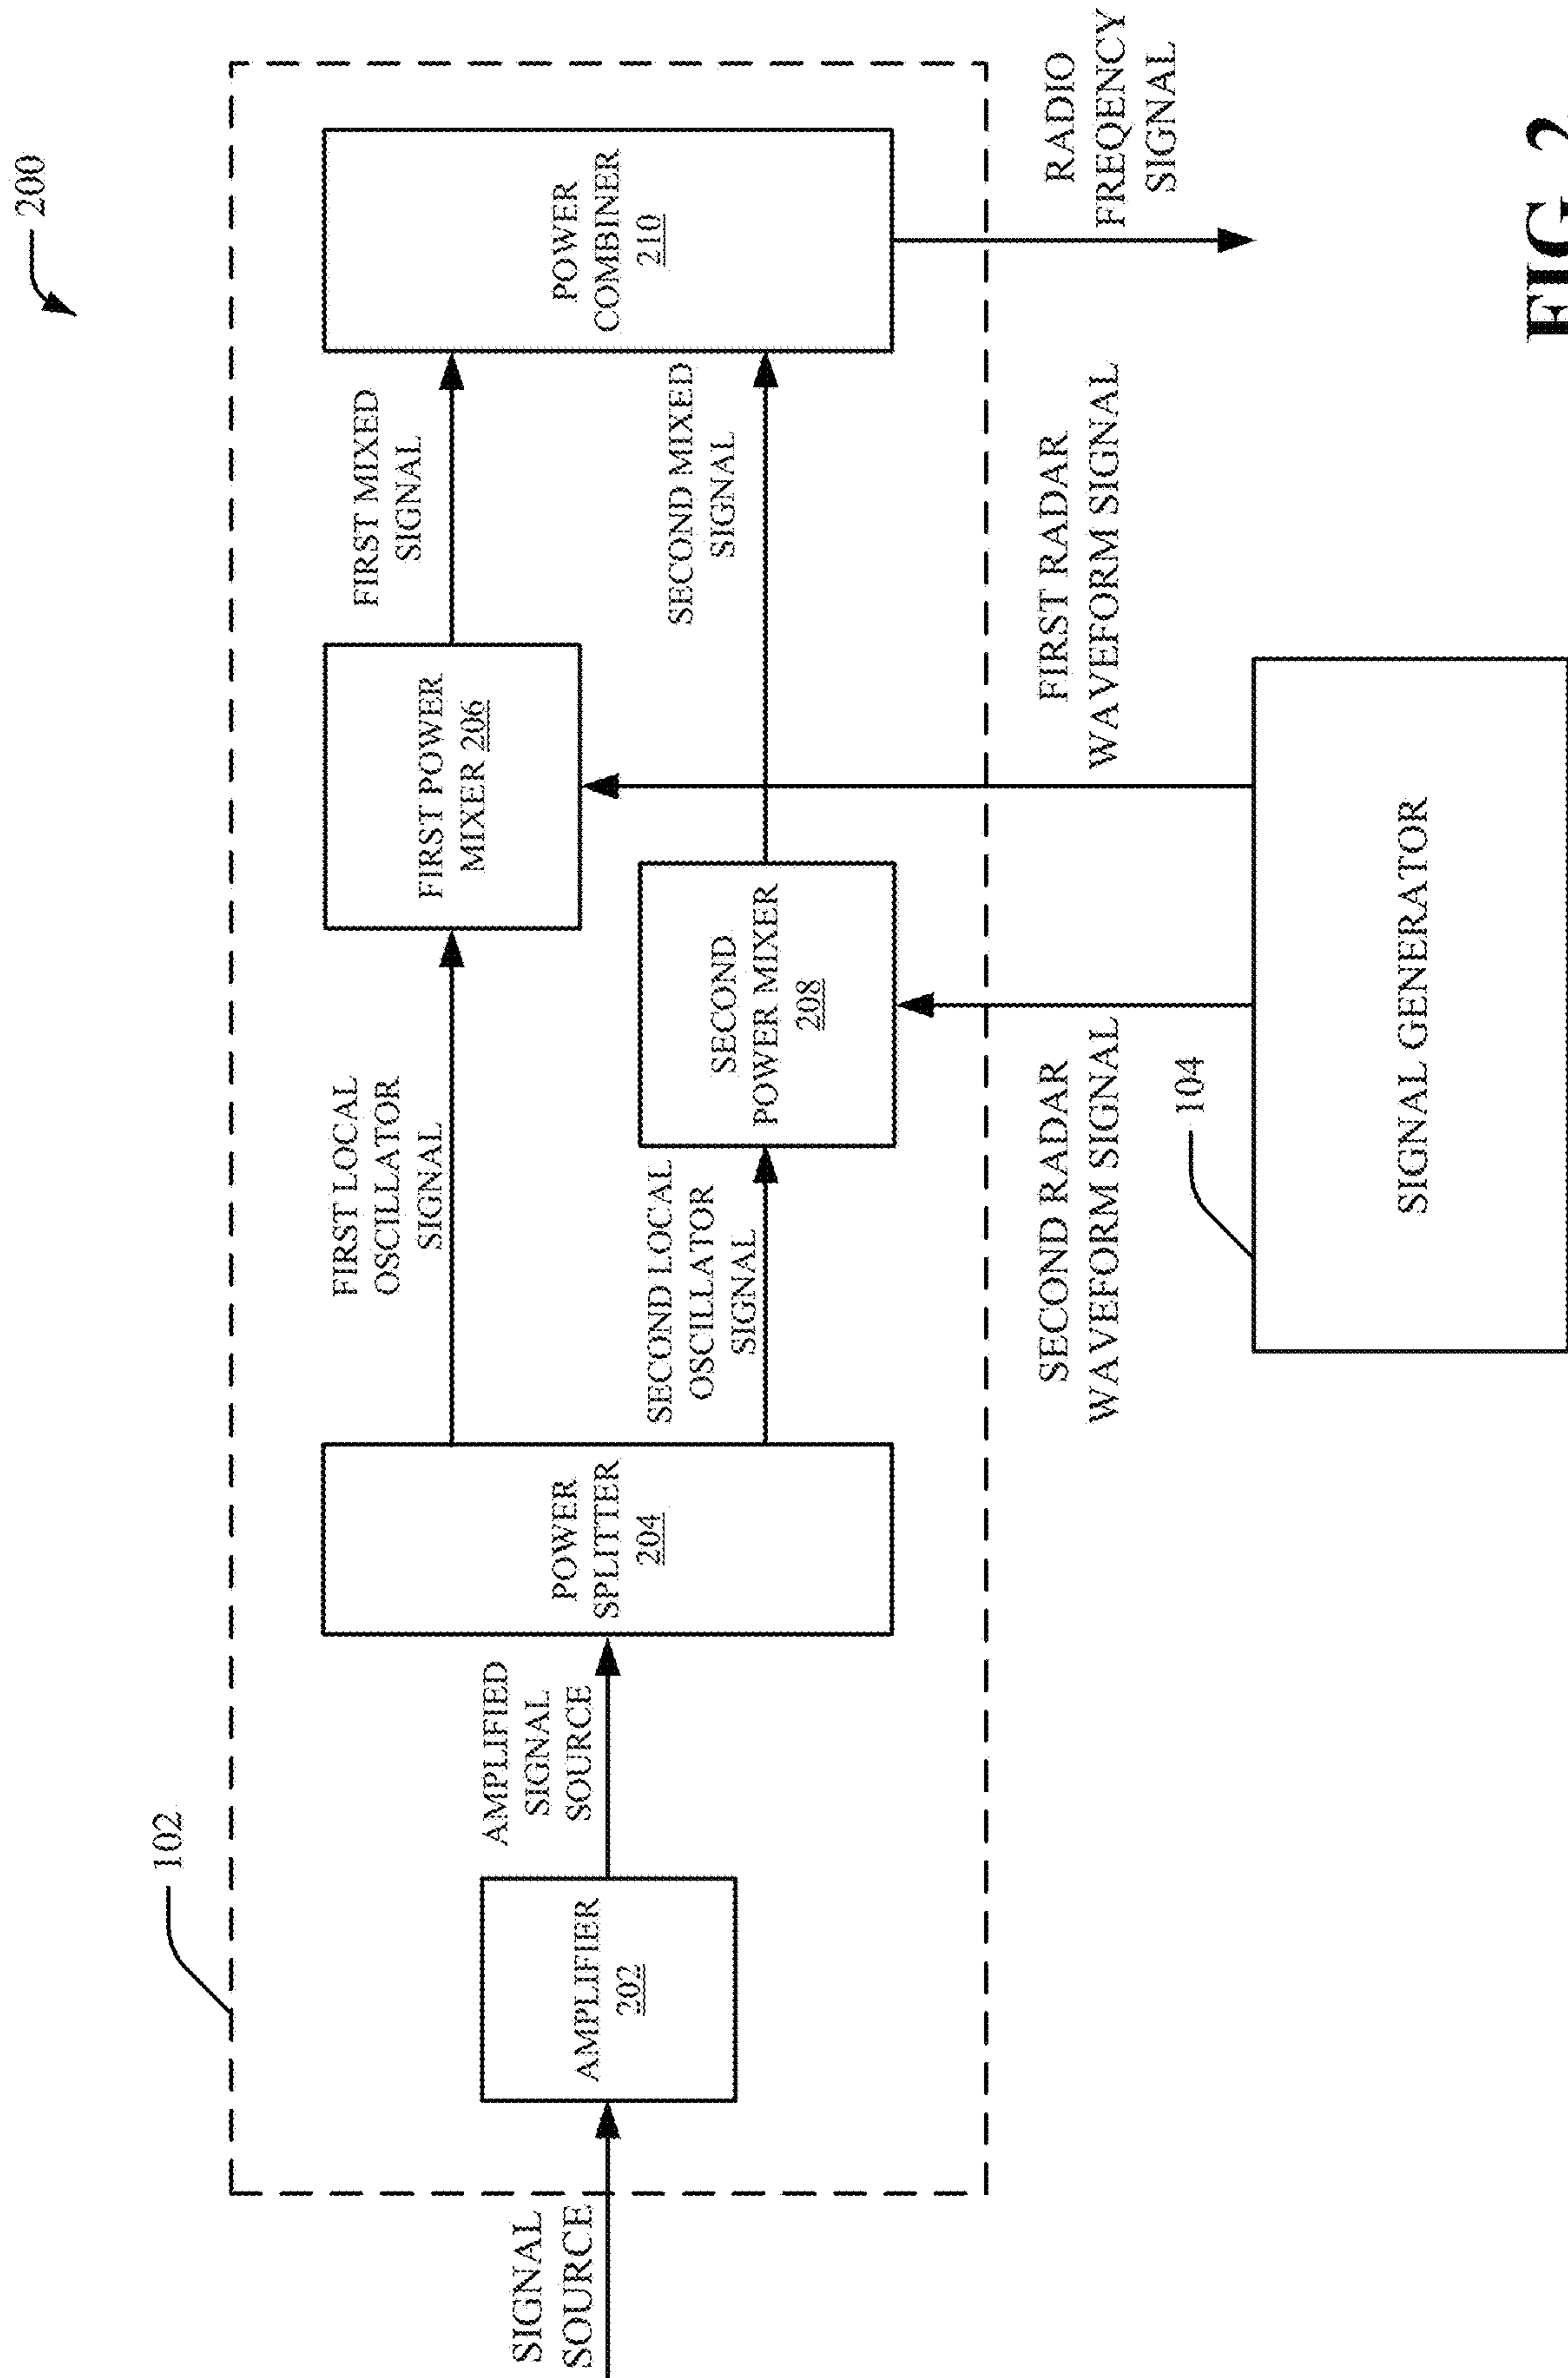 200
102
SIGNAL
SOURCE
AMPLIFIER
202
AMPLIFIED
SIGNAL
SOURCE
POWER
SPLITTER
204
FIRST LOCAL
OSCILLATOR
SIGNAL
SECOND LOCAL
OSCILLATOR
SIGNAL
FIRST POWER
MIXER 206
SECOND
POWER MIXER
208
FIRST MIXED
SIGNAL
SECOND MIXED
SIGNAL
POWER
COMBINER
210
SECOND RADAR
WAVEFORM SIGNAL
FIRST RADAR
WAVEFORM SIGNAL
RADIO
FREQENCY
SIGNAL
104
SIGNAL GENERATOR
FIG. 2